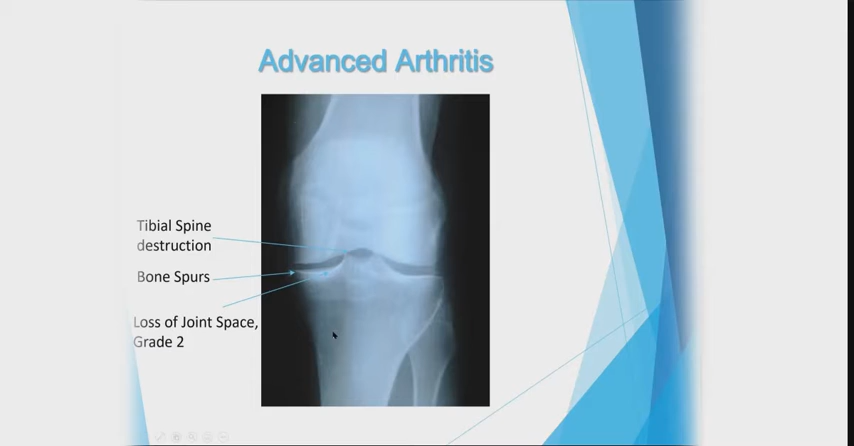 Advanced Arthritis
Tibial Spine
destruction
Bone Spurs
Loss of Joint Space,
Grade 2